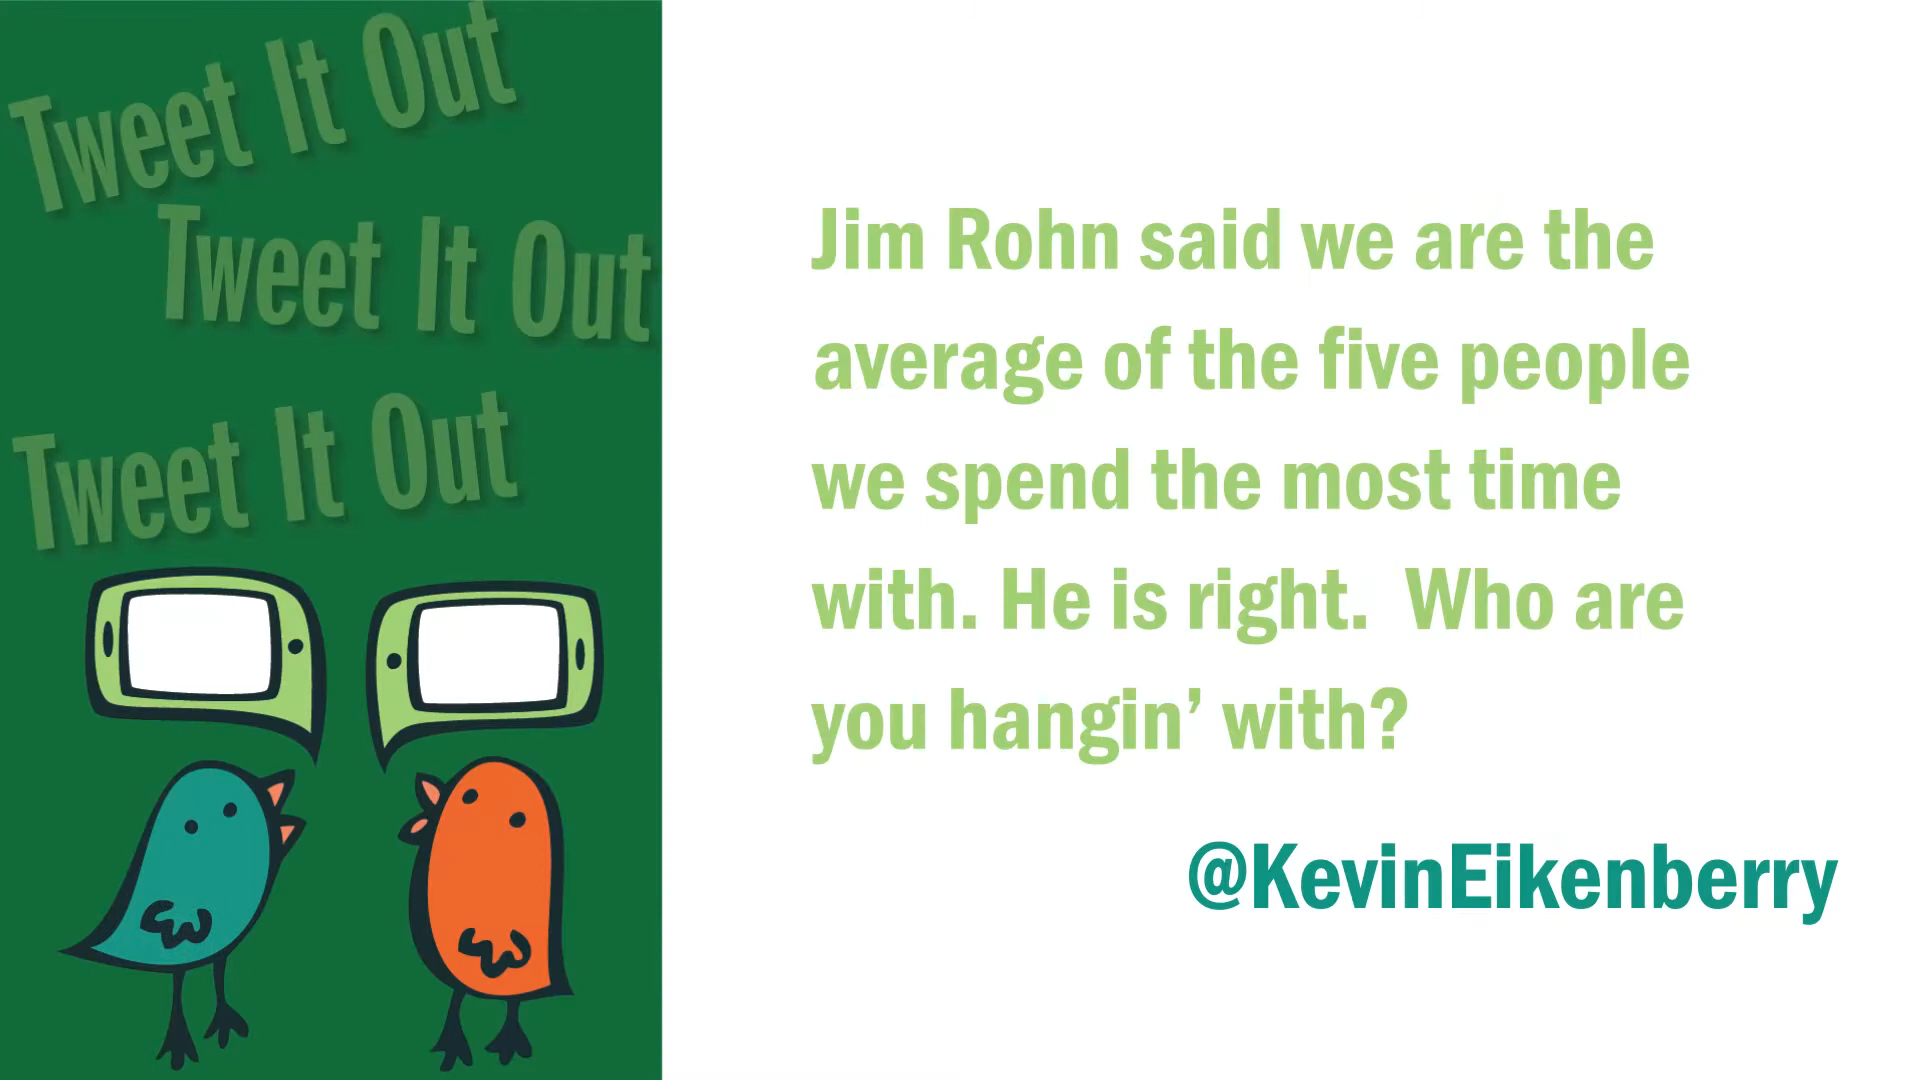 Tweet It Out
Tweet It Out
Tweet It Out
Jim Rohn said we are the
average of the five people
we spend the most time
with. He is right.  Who are
you hangin’ with?
@KevinEikenberry